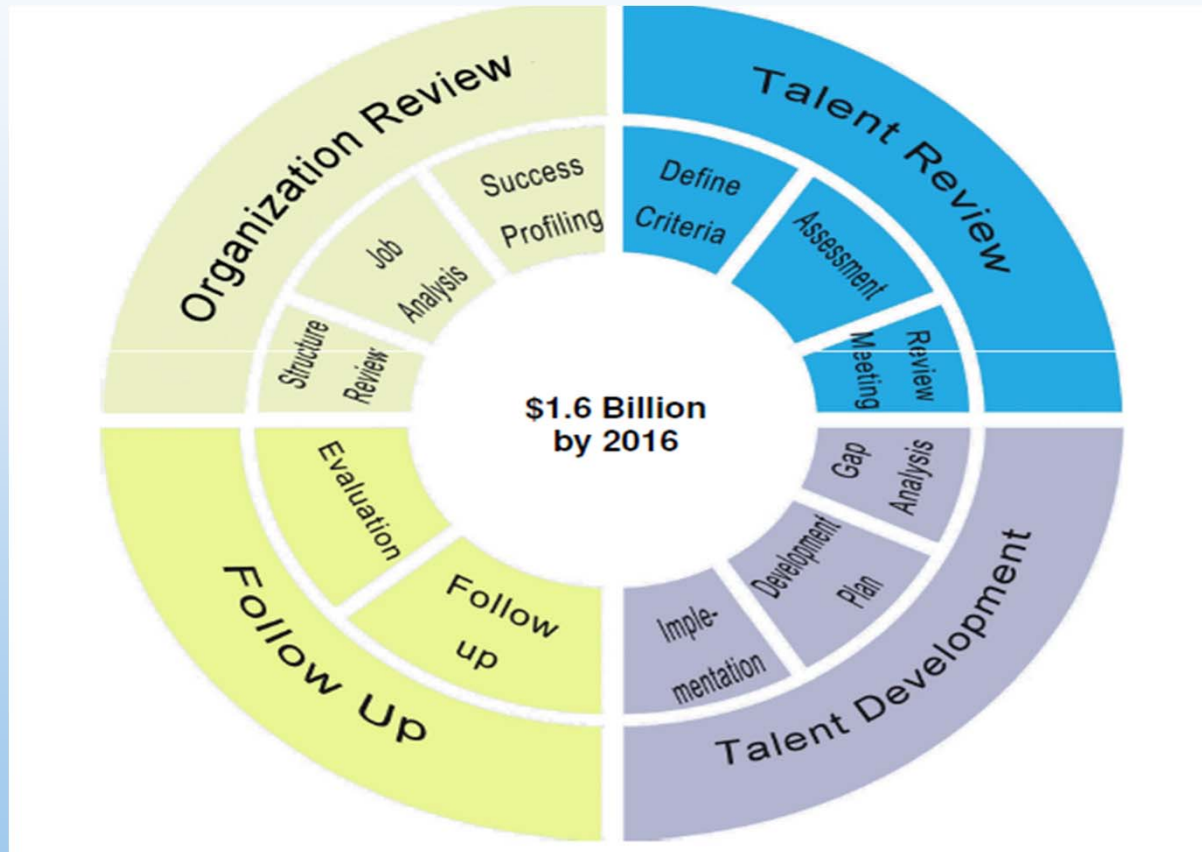 Organization Review
Structure
Review
Job
Analysis
Success
Profiling
Talent Review
Define
Criteria
Assessment
Review
Meeting
Talent Development
Gap
Analysis
Development
Plan
Imple-
mentation
Follow Up
Follow
up
Evaluation
$1.6 Billion
by 2016